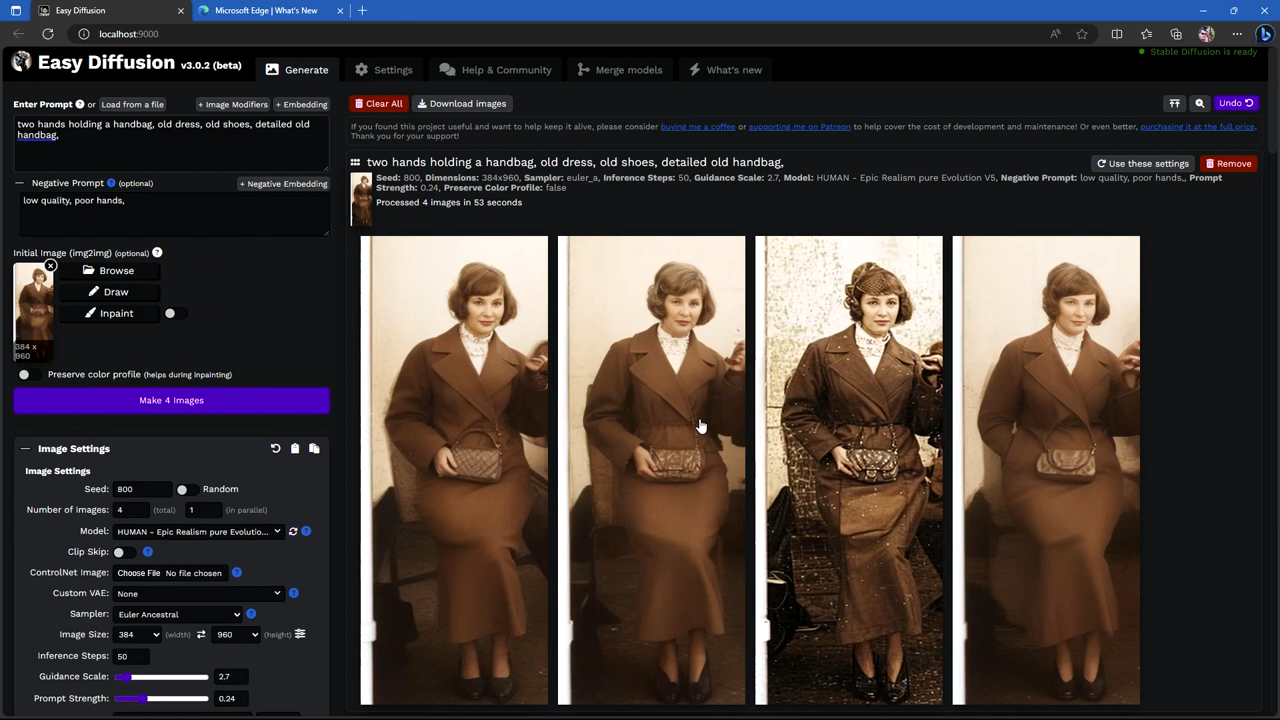 Easy Diffusion
Microsoft Edge | What's New
localhost:9000
Easy Diffusion v3.0.2 (beta)
Generate
Settings
Help & Community
Merge models
What's new
Stable Diffusion is ready
Enter Prompt ? or Load from a file
+ Image Modifiers
+ Embedding
two hands holding a handbag, old dress, old shoes, detailed old
handbag,
Negative Prompt ? (optional)
+ Negative Embedding
low quality, poor hands,
Initial Image (img2img) (optional) ?
Browse
Draw
Inpaint
384 x
960
Preserve color profile (helps during inpainting)
Make 4 Images
Image Settings
Image Settings
Seed: 800 Random
Number of Images: 4 (total) 1 (in parallel)
Model: HUMAN - Epic Realism pure Evolutio... ?
Clip Skip: ?
ControlNet Image: Choose File No file chosen ?
Custom VAE: None ?
Sampler: Euler Ancestral ?
Image Size: 384 (width) 960 (height)
Inference Steps: 50
Guidance Scale: 2.7
Prompt Strength: 0.24
Clear All
Download images
Undo
If you found this project useful and want to help keep it alive, please consider buying me a coffee or supporting me on Patreon to help cover the cost of development and maintenance! Or even better, purchasing it at the full price.
Thank you for your support!
two hands holding a handbag, old dress, old shoes, detailed old handbag,
Use these settings
Remove
Seed: 800, Dimensions: 384x960, Sampler: euler_a, Inference Steps: 50, Guidance Scale: 2.7, Model: HUMAN - Epic Realism pure Evolution V5, Negative Prompt: low quality, poor hands,, Prompt
Strength: 0.24, Preserve Color Profile: false
Processed 4 images in 53 seconds